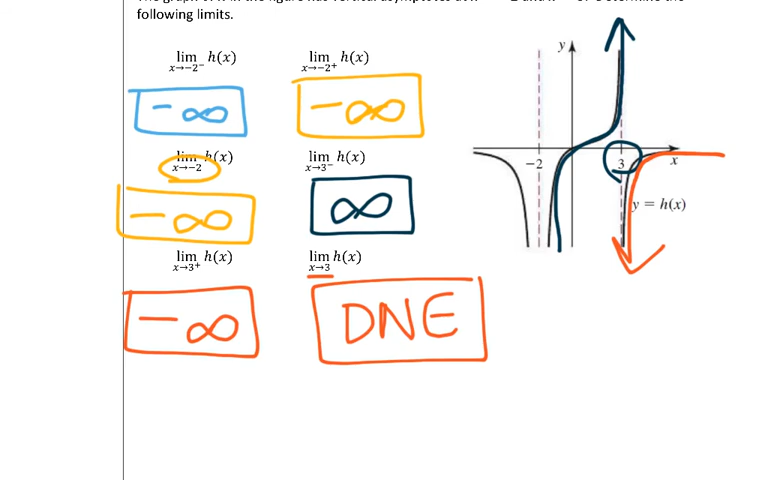 following limits.
lim x→−2⁻ h(x) lim x→−2⁺ h(x)
−∞ −∞
lim x→−2 h(x) lim x→3⁻ h(x)
−∞ ∞
lim x→3⁺ h(x) lim x→3 h(x)
−∞ DNE
y
−2 3 x
y = h(x)